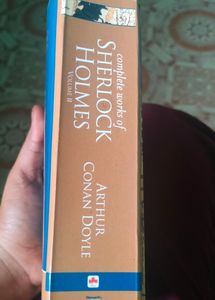 complete works of
SHERLOCK
HOLMES
VOLUME II
ARTHUR
CONAN DOYLE